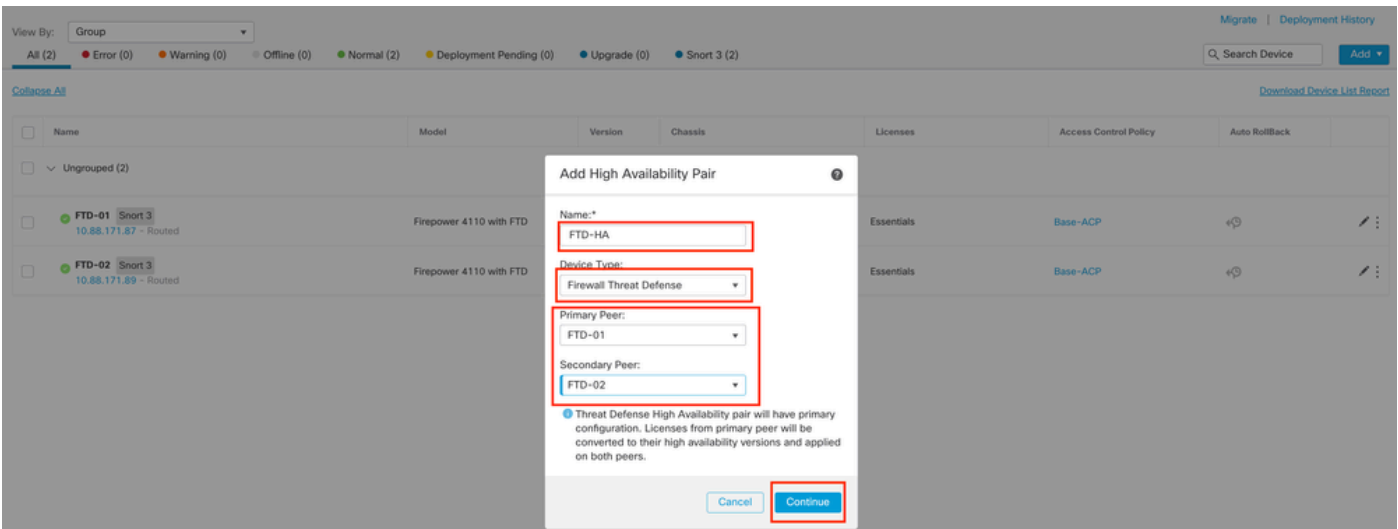 Migrate | Deployment History
View By: Group
All (2) Error (0) Warning (0) Offline (0) Normal (2) Deployment Pending (0) Upgrade (0) Snort 3 (2) Search Device Add
Collapse All Download Device List Report
Name Model Version Chassis Licenses Access Control Policy Auto RollBack
Ungrouped (2)
FTD-01 Snort 3 Firepower 4110 with FTD Essentials Base-ACP
10.88.171.87 - Routed
FTD-02 Snort 3 Firepower 4110 with FTD Essentials Base-ACP
10.88.171.89 - Routed
Add High Availability Pair ?
Name:*
FTD-HA
Device Type:
Firewall Threat Defense
Primary Peer:
FTD-01
Secondary Peer:
FTD-02
Threat Defense High Availability pair will have primary
configuration. Licenses from primary peer will be
converted to their high availability versions and applied
on both peers.
Cancel Continue